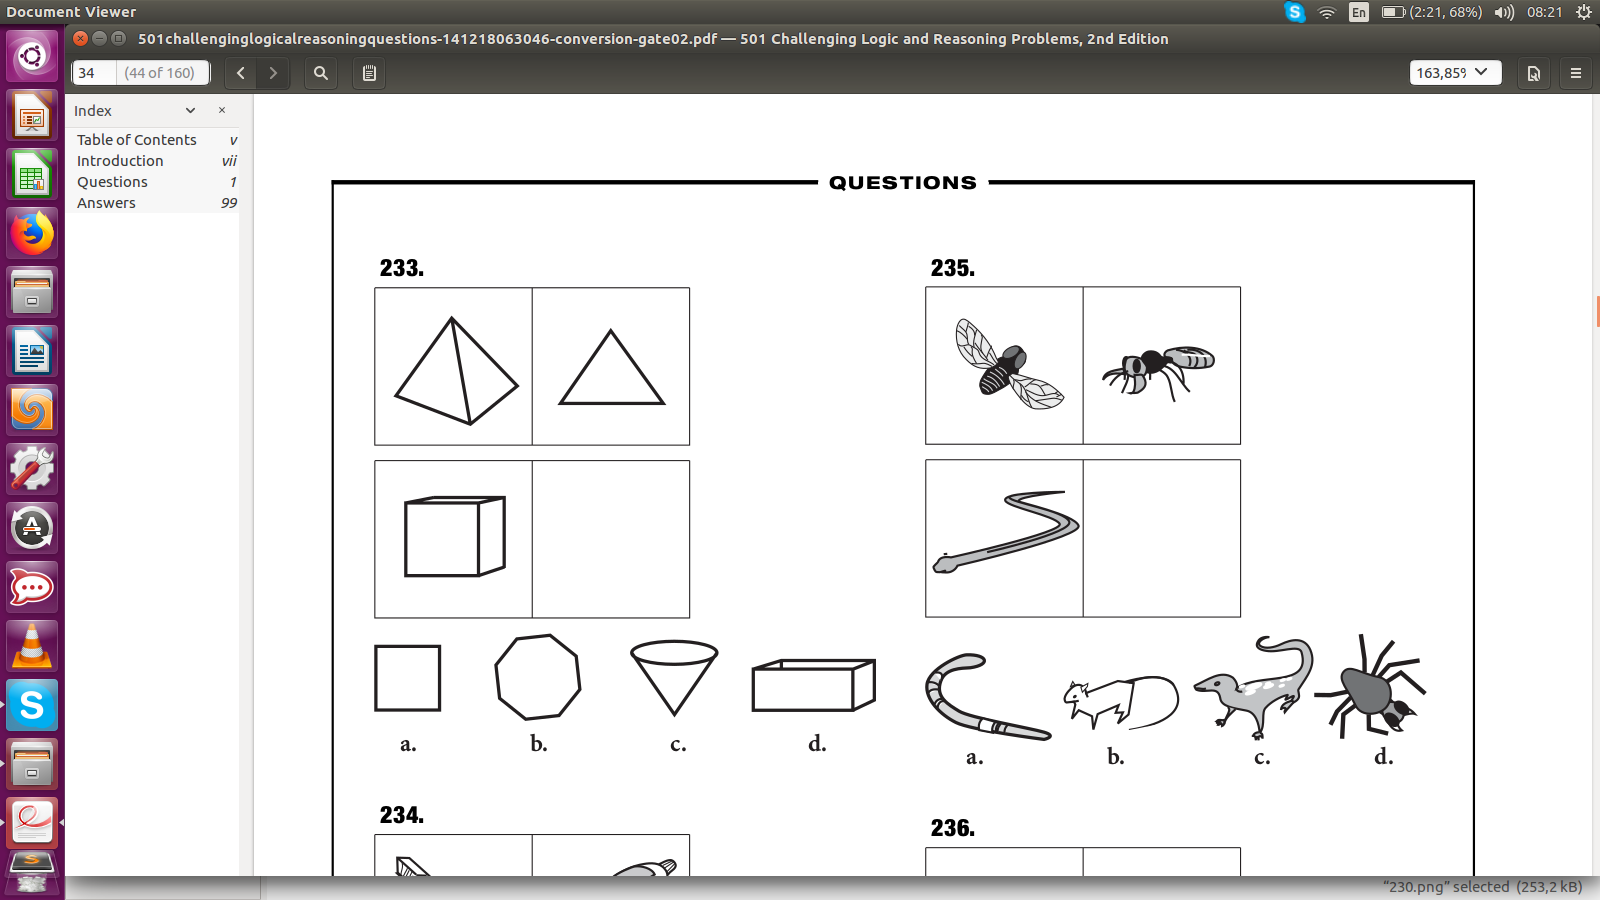 Document Viewer
En
(2:21, 68%)
08:21
501challenginglogicalreasoningquestions-141218063046-conversion-gate02.pdf — 501 Challenging Logic and Reasoning Problems, 2nd Edition
34
(44 of 160)
163,85%
Index
Table of Contents v
Introduction vii
Questions 1
Answers 99
QUESTIONS
233.
a. b. c. d.
234.
235.
a. b. c. d.
236.
"230.png" selected (253,2 kB)